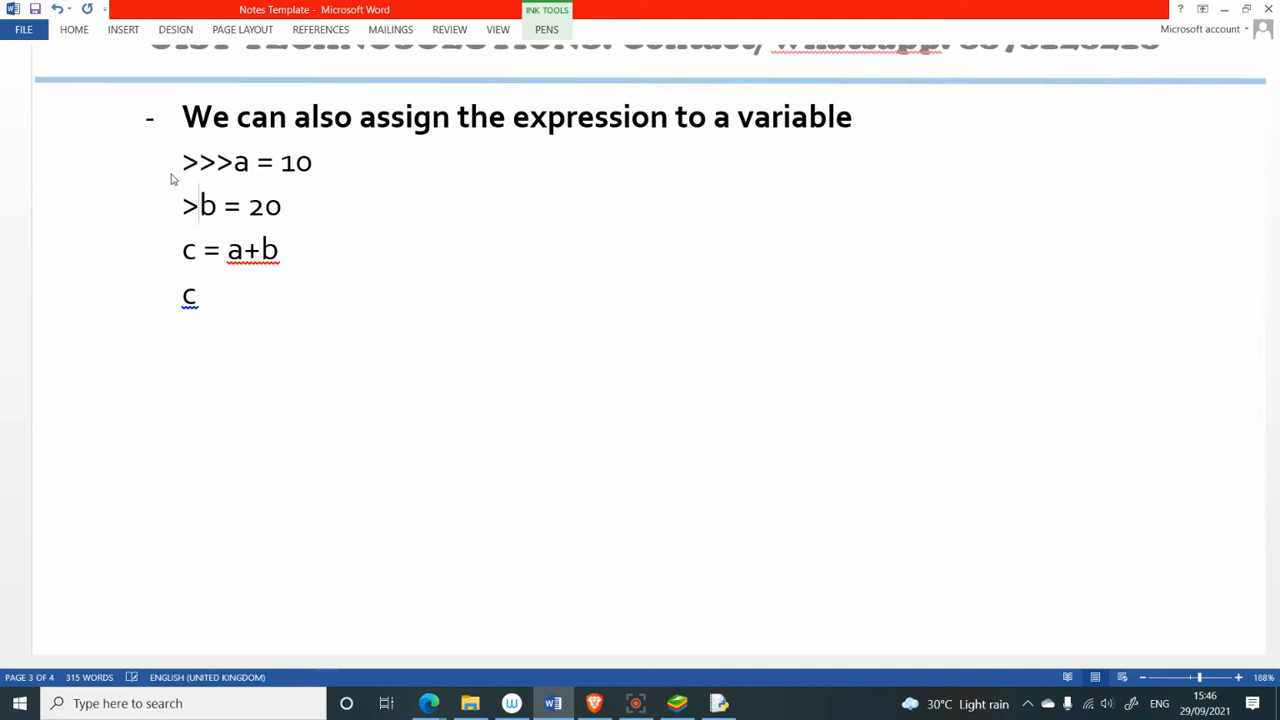 Notes Template - Microsoft Word
INK TOOLS
?
FILE
HOME
INSERT
DESIGN
PAGE LAYOUT
REFERENCES
MAILINGS
REVIEW
VIEW
PENS
Microsoft account
- We can also assign the expression to a variable
>>>a = 10
>b = 20
c = a+b
c
PAGE 3 OF 4
315 WORDS
ENGLISH (UNITED KINGDOM)
188%
Type here to search
30°C Light rain
ENG
15:46
29/09/2021